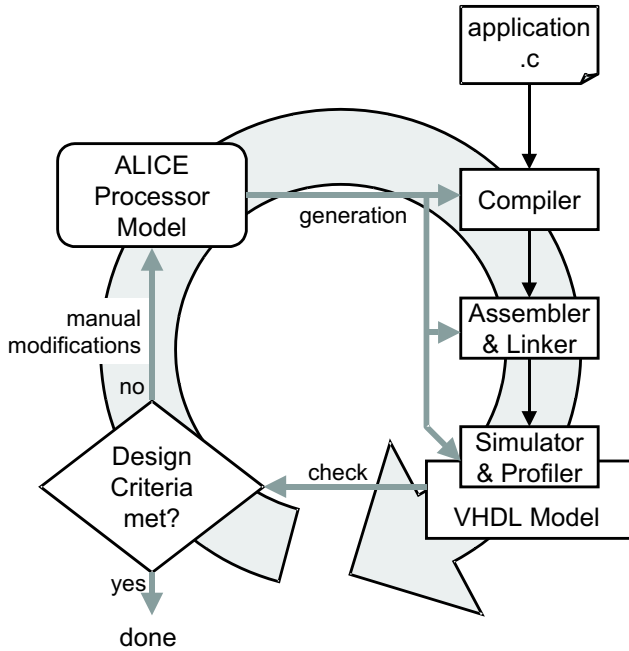 application
.c
ALICE
Processor
Model
generation
Compiler
manual
modifications
Assembler
& Linker
no
Design
Criteria
met?
check
Simulator
& Profiler
VHDL Model
yes
done